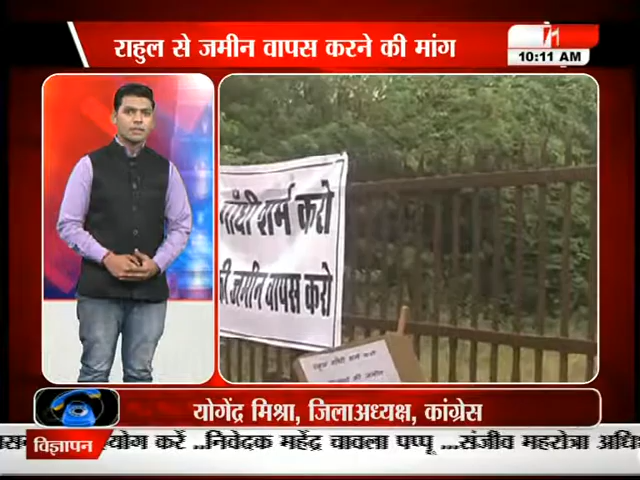 राहुल से जमीन वापस करने की मांग
10:11 AM
गाँधी शर्म करो
की जमीन वापस करो
योगेंद्र मिश्रा, जिलाअध्यक्ष, कांग्रेस
विज्ञापन
योग करें ..निवेदक महेंद्र चावला पप्पू ...संजीव महरोत्रा